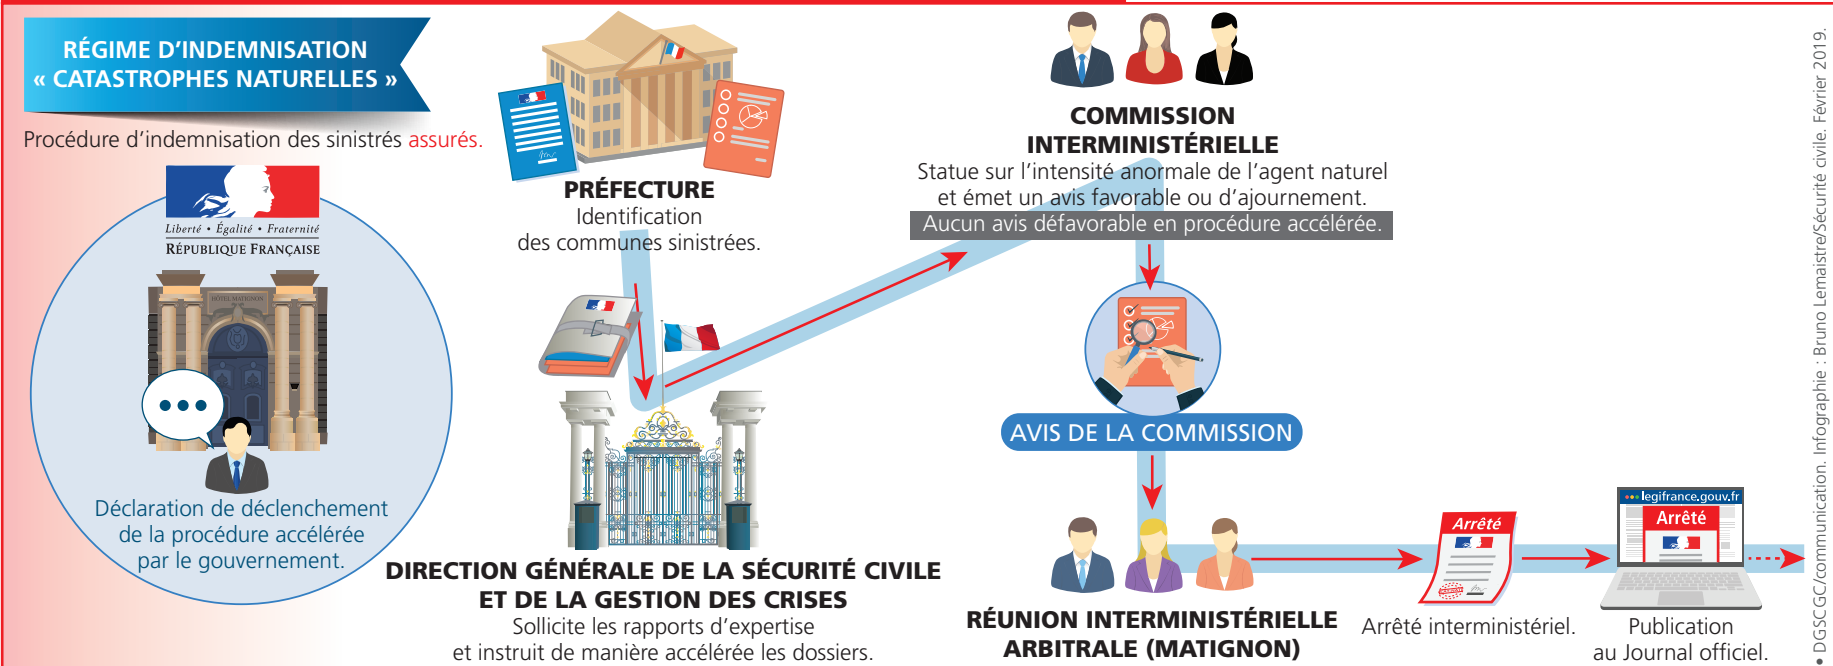 RÉGIME D'INDEMNISATION
« CATASTROPHES NATURELLES »
Procédure d'indemnisation des sinistrés assurés.
Liberté • Égalité • Fraternité
RÉPUBLIQUE FRANÇAISE
HÔTEL MATIGNON
Déclaration de déclenchement
de la procédure accélérée
par le gouvernement.
PRÉFECTURE
Identification
des communes sinistrées.
DIRECTION GÉNÉRALE DE LA SÉCURITÉ CIVILE
ET DE LA GESTION DES CRISES
Sollicite les rapports d'expertise
et instruit de manière accélérée les dossiers.
COMMISSION
INTERMINISTÉRIELLE
Statue sur l'intensité anormale de l'agent naturel
et émet un avis favorable ou d'ajournement.
Aucun avis défavorable en procédure accélérée.
AVIS DE LA COMMISSION
RÉUNION INTERMINISTÉRIELLE
ARBITRALE (MATIGNON)
Arrêté
Arrêté interministériel.
legifrance.gouv.fr
Arrêté
Publication
au Journal officiel.
• DGSCGC/communication. Infographie : Bruno Lemaistre/Sécurité civile. Février 2019.